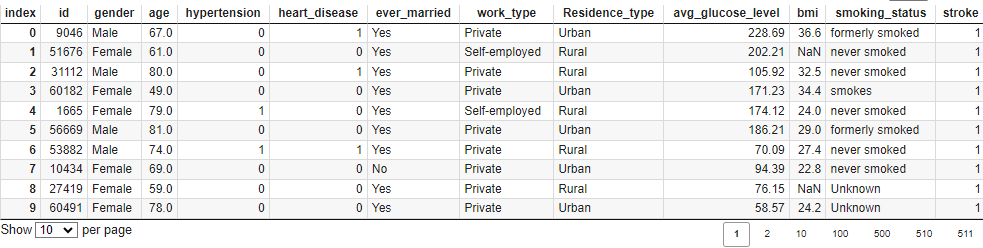 index id gender age hypertension heart_disease ever_married work_type Residence_type avg_glucose_level bmi smoking_status stroke
0 9046 Male 67.0 0 1 Yes Private Urban 228.69 36.6 formerly smoked 1
1 51676 Female 61.0 0 0 Yes Self-employed Rural 202.21 NaN never smoked 1
2 31112 Male 80.0 0 1 Yes Private Rural 105.92 32.5 never smoked 1
3 60182 Female 49.0 0 0 Yes Private Urban 171.23 34.4 smokes 1
4 1665 Female 79.0 1 0 Yes Self-employed Rural 174.12 24.0 never smoked 1
5 56669 Male 81.0 0 0 Yes Private Urban 186.21 29.0 formerly smoked 1
6 53882 Male 74.0 1 1 Yes Private Rural 70.09 27.4 never smoked 1
7 10434 Female 69.0 0 0 No Private Urban 94.39 22.8 never smoked 1
8 27419 Female 59.0 0 0 Yes Private Rural 76.15 NaN Unknown 1
9 60491 Female 78.0 0 0 Yes Private Urban 58.57 24.2 Unknown 1
Show 10 per page 1 2 10 100 500 510 511